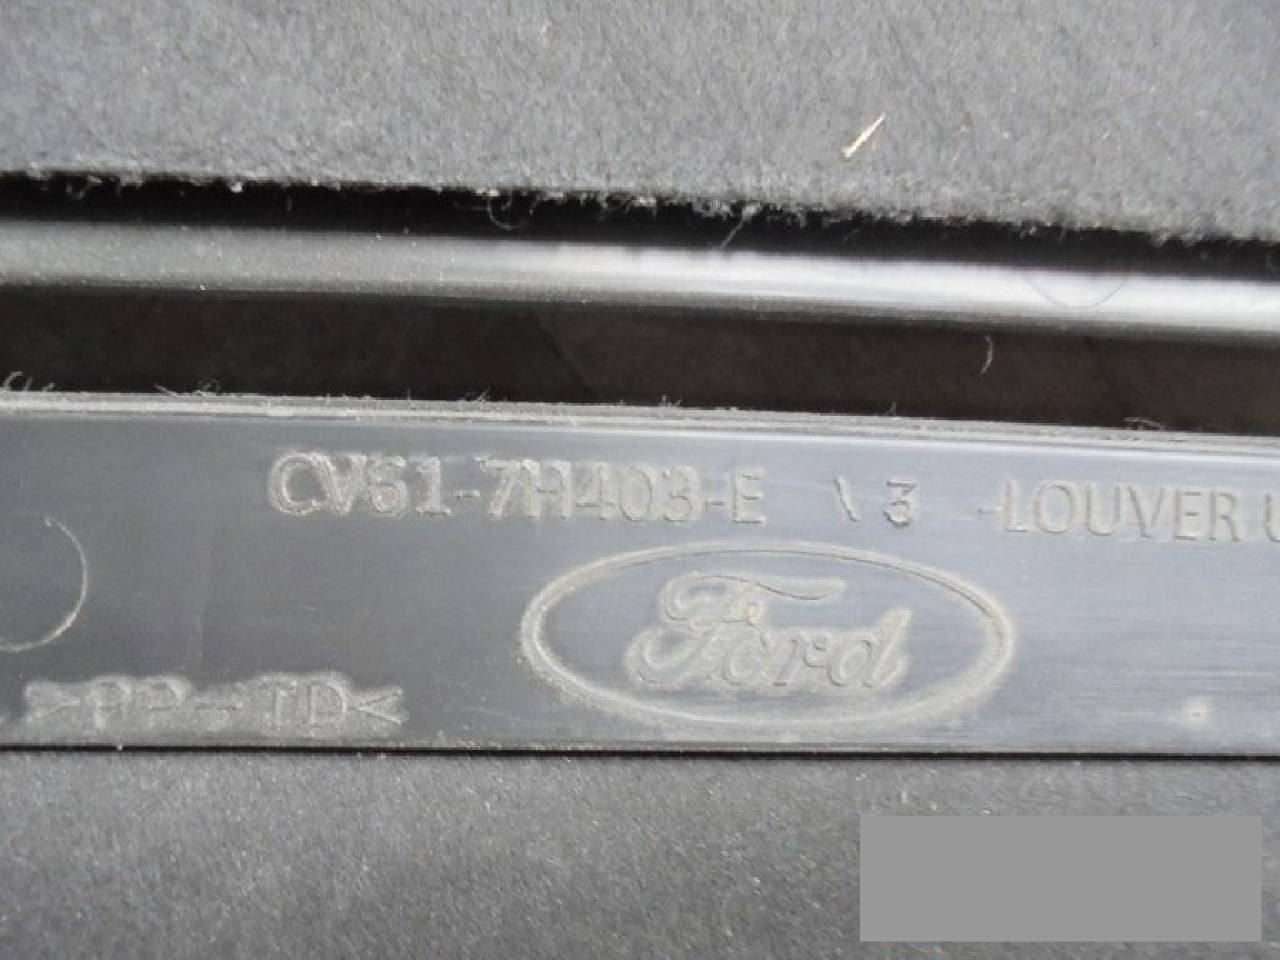 CV61-7H403-E \ 3 -LOUVER U
Ford
>PP-TD<